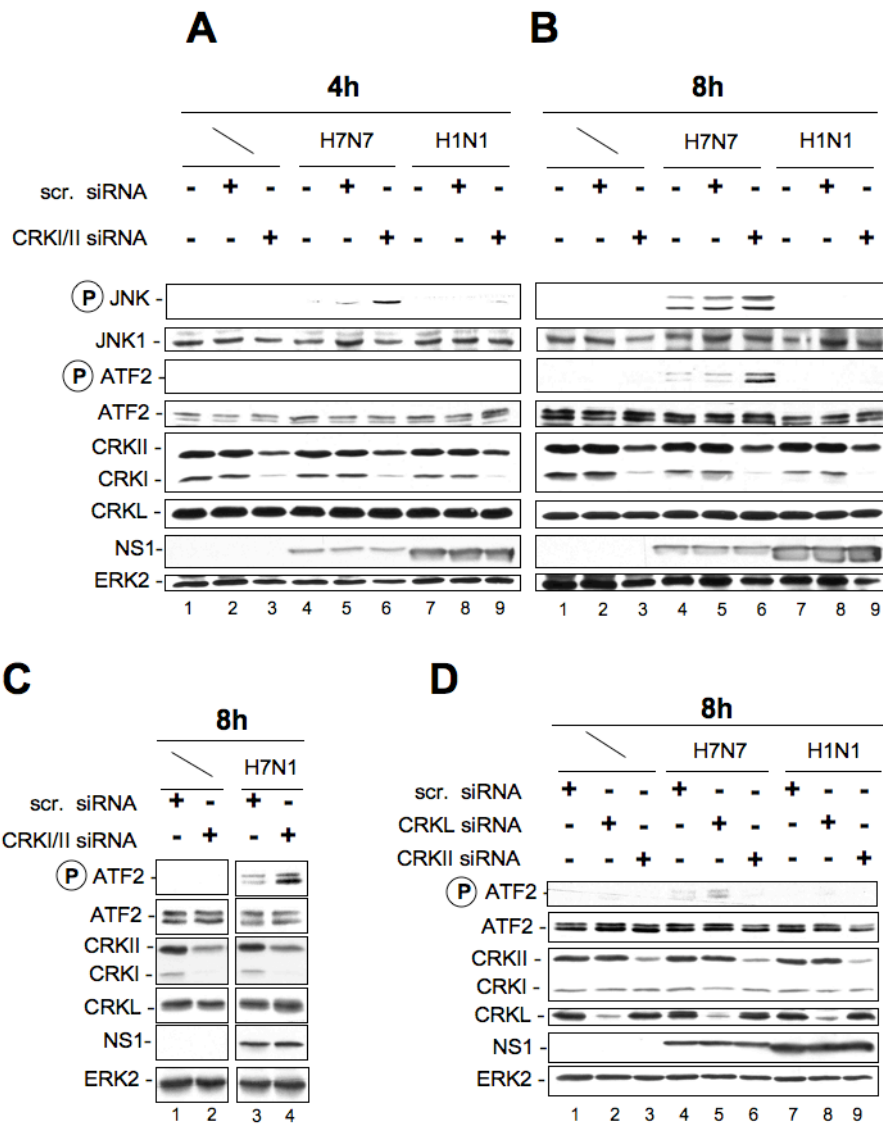 A
4h
H7N7 H1N1
scr. siRNA - + - - + - - + -
CRKI/II siRNA - - + - - + - - +
P JNK -
JNK1
P ATF2 -
ATF2 -
CRKII -
CRKI -
CRKL -
NS1 -
ERK2 -
1 2 3 4 5 6 7 8 9
B
8h
H7N7 H1N1
- + - - + - - + -
- - + - - + - - +
1 2 3 4 5 6 7 8 9
C
8h
H7N1
scr. siRNA + - + -
CRKI/II siRNA - + - +
P ATF2 -
ATF2 -
CRKII -
CRKI -
CRKL -
NS1-
ERK2 -
1 2 3 4
D
8h
H7N7 H1N1
scr. siRNA + - - + - - + - -
CRKL siRNA - + - - + - - + -
CRKII siRNA - - + - - + - - +
P ATF2 -
ATF2 -
CRKII -
CRKI -
CRKL -
NS1 -
ERK2 -
1 2 3 4 5 6 7 8 9